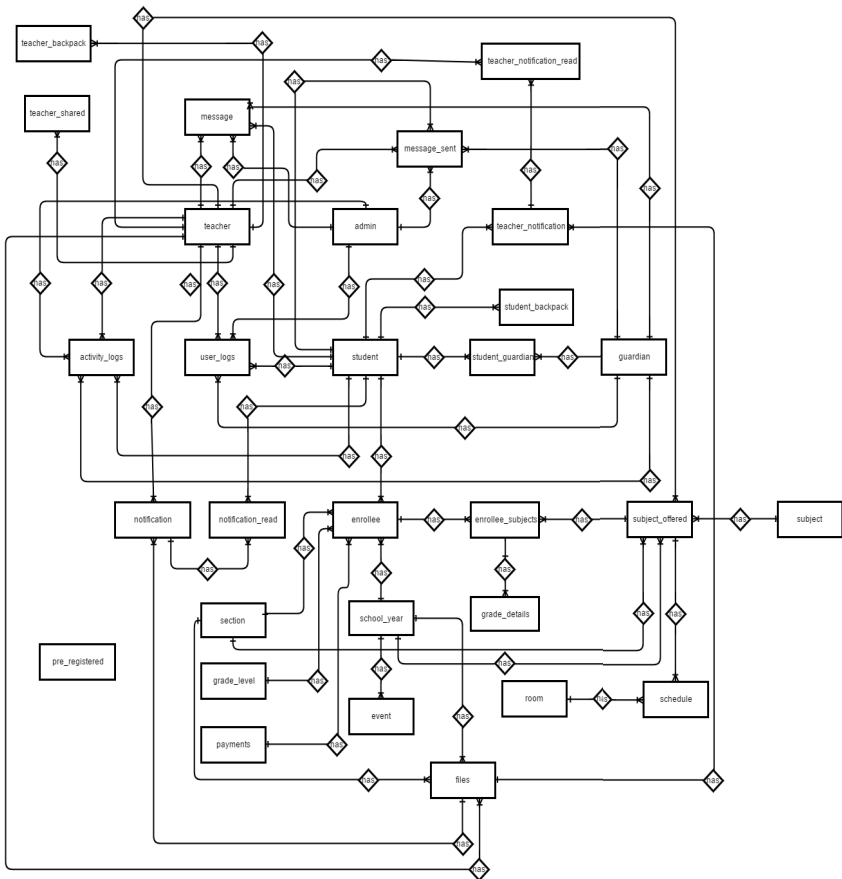 has
teacher_backpack
has
has
has
has
teacher_notification_read
has
teacher_shared
message
has
has
has
has
has
message_sent
has
has
has
has
teacher
admin
teacher_notification
has
has
has
has
has
has
has
has
student_backpack
activity_logs
user_logs
has
student
has
student_guardian
has
guardian
has
has
has
has
has
has
has
notification
notification_read
enrollee
has
enrollee_subjects
has
subject_offered
has
subject
has
has
has
section
school_year
grade_details
has
has
pre_registered
grade_level
has
has
has
room
has
schedule
event
payments
has
has
has
files
has
has
has
has